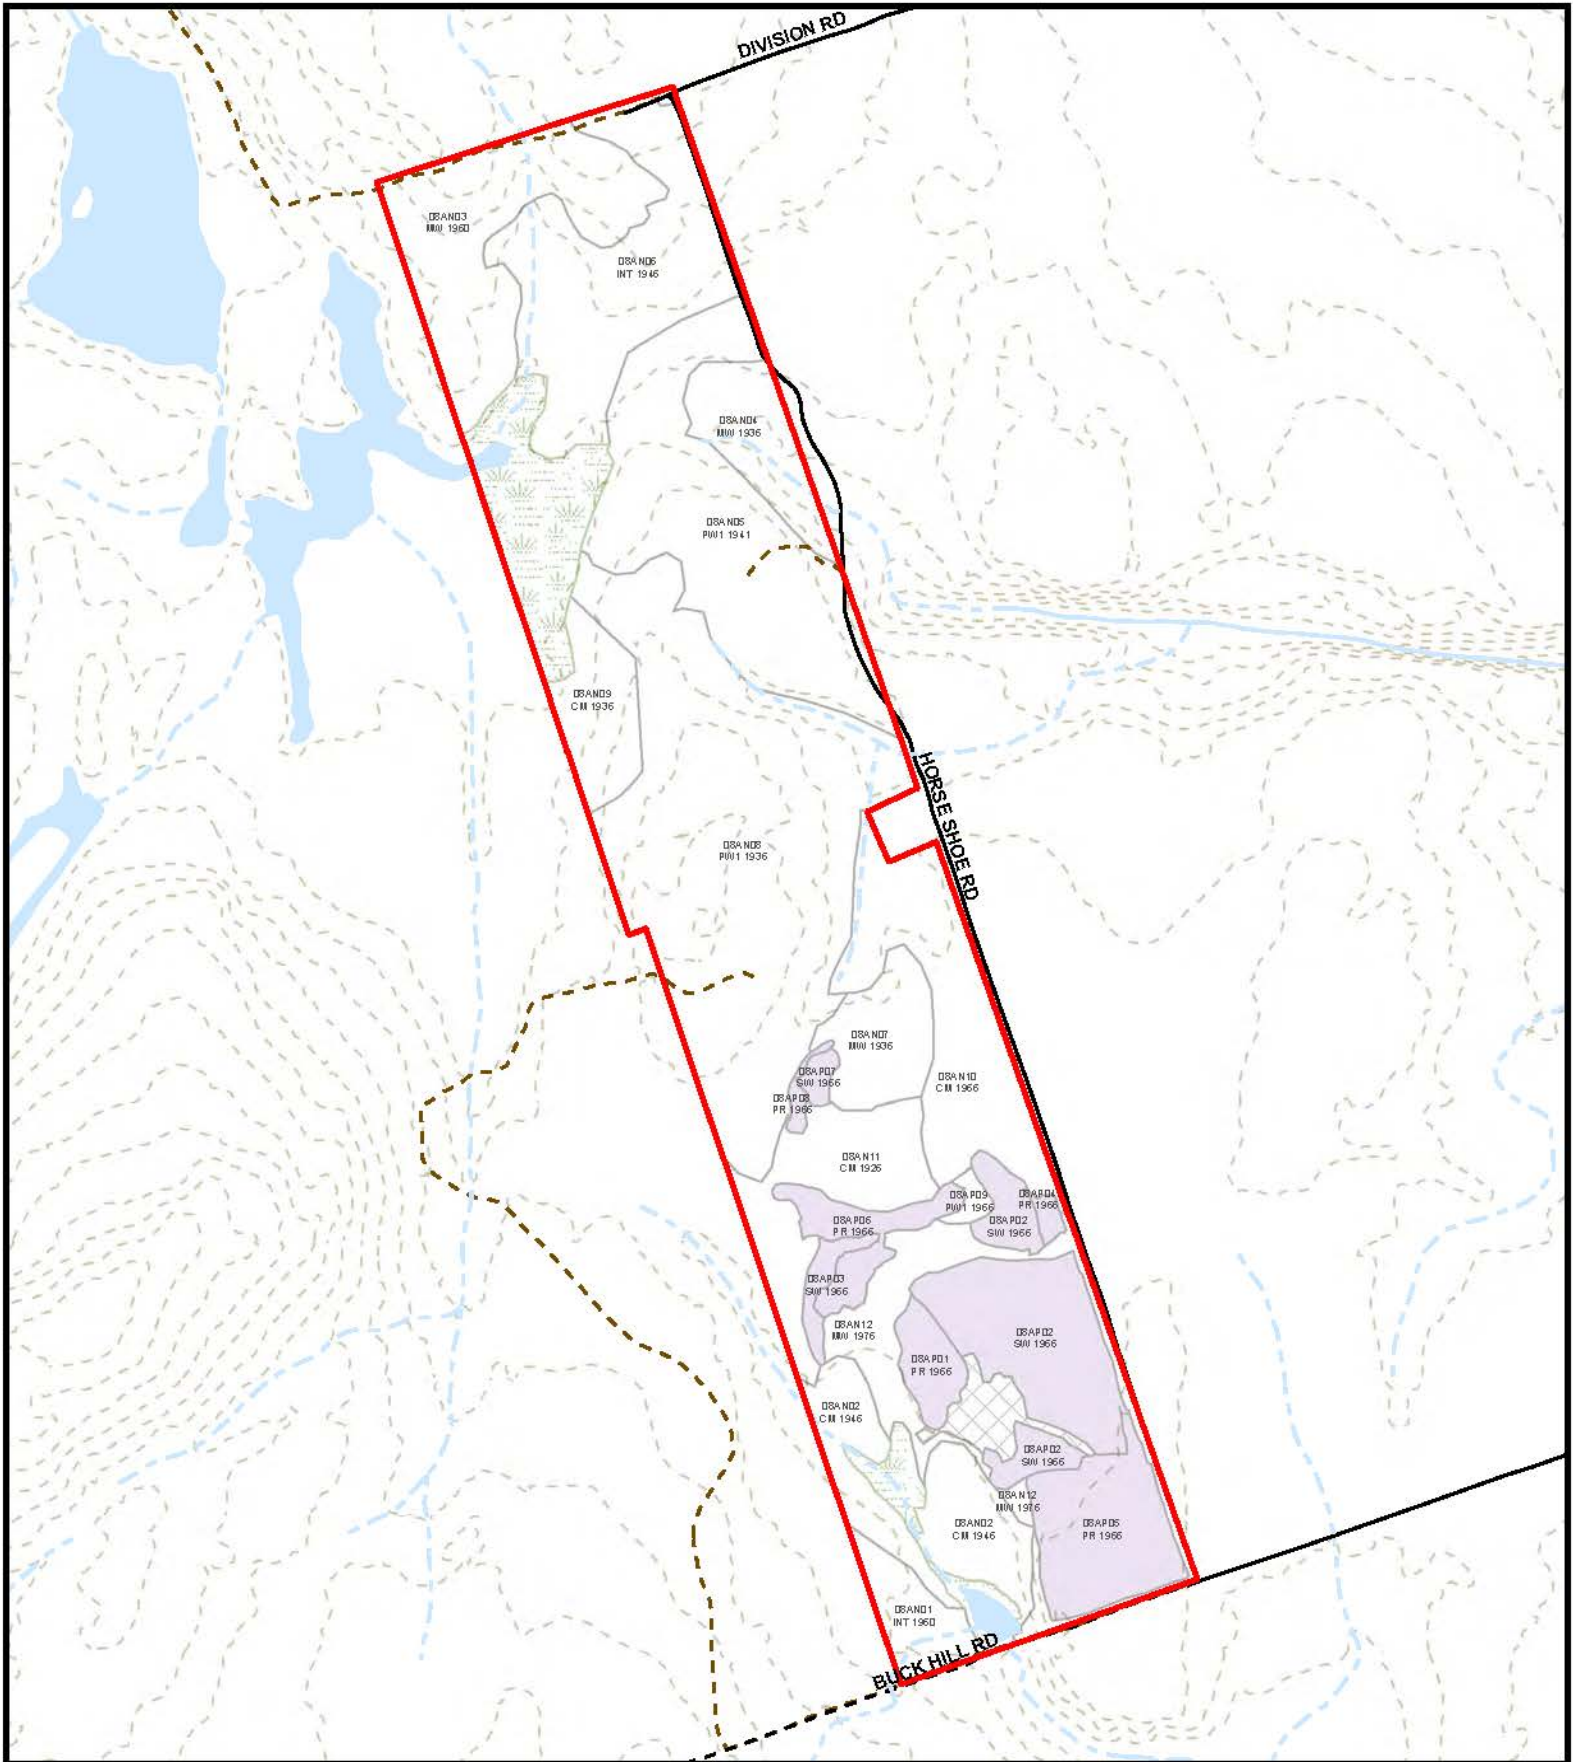 DIVISION RD
08AN03
MW 1960
08AN06
INT 1946
08AN04
MW 1936
08AN05
PW1 1941
08AN09
CM 1936
HORSE SHOE RD
08AN08
PW1 1936
08AN07
MW 1936
08AP07
SW 1966
08AN10
CM 1966
08AP08
PR 1966
08AN11
CM 1926
08AP09
PW1 1966
08AP04
PR 1966
08AP06
PR 1966
08AP02
SW 1966
08AP03
SW 1966
08AN12
MW 1976
08AP02
SW 1966
08AP01
PR 1966
08AN02
CM 1946
08AP02
SW 1966
08AN12
MW 1976
08AN02
CM 1946
08AP05
PR 1966
08AN01
INT 1960
BUCK HILL RD